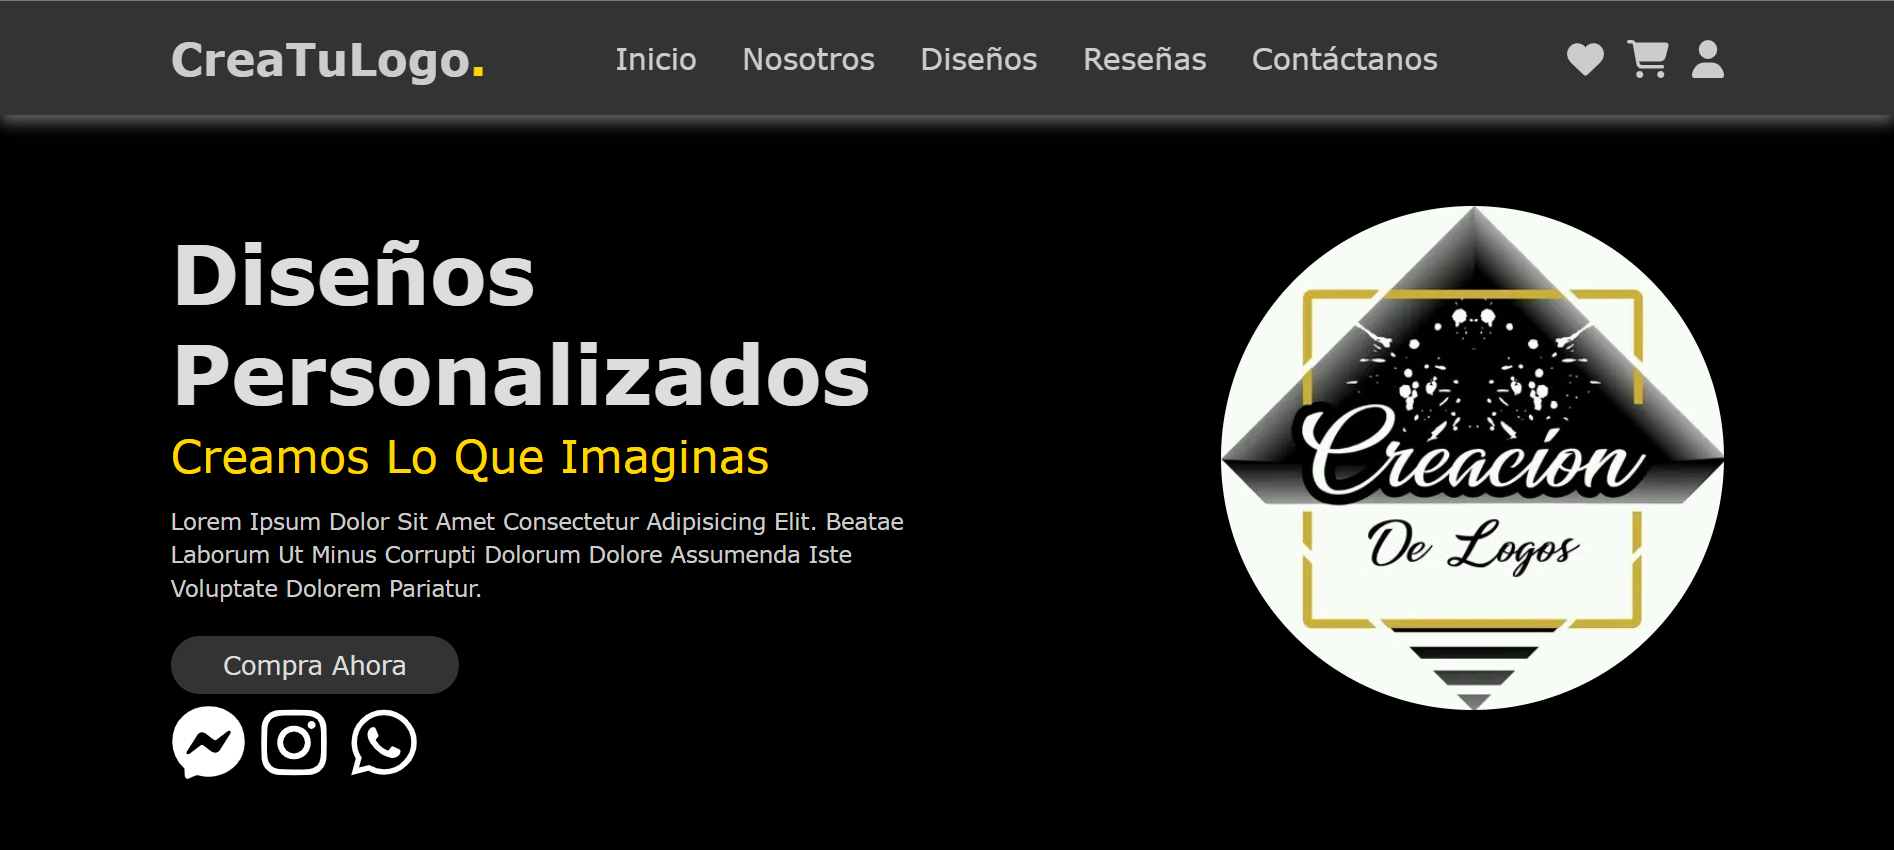 CreaTuLogo.
Inicio Nosotros Diseños Reseñas Contáctanos
Diseños
Personalizados
Creamos Lo Que Imaginas
Lorem Ipsum Dolor Sit Amet Consectetur Adipisicing Elit. Beatae
Laborum Ut Minus Corrupti Dolorum Dolore Assumenda Iste
Voluptate Dolorem Pariatur.
Compra Ahora
Creacíon
De Logos